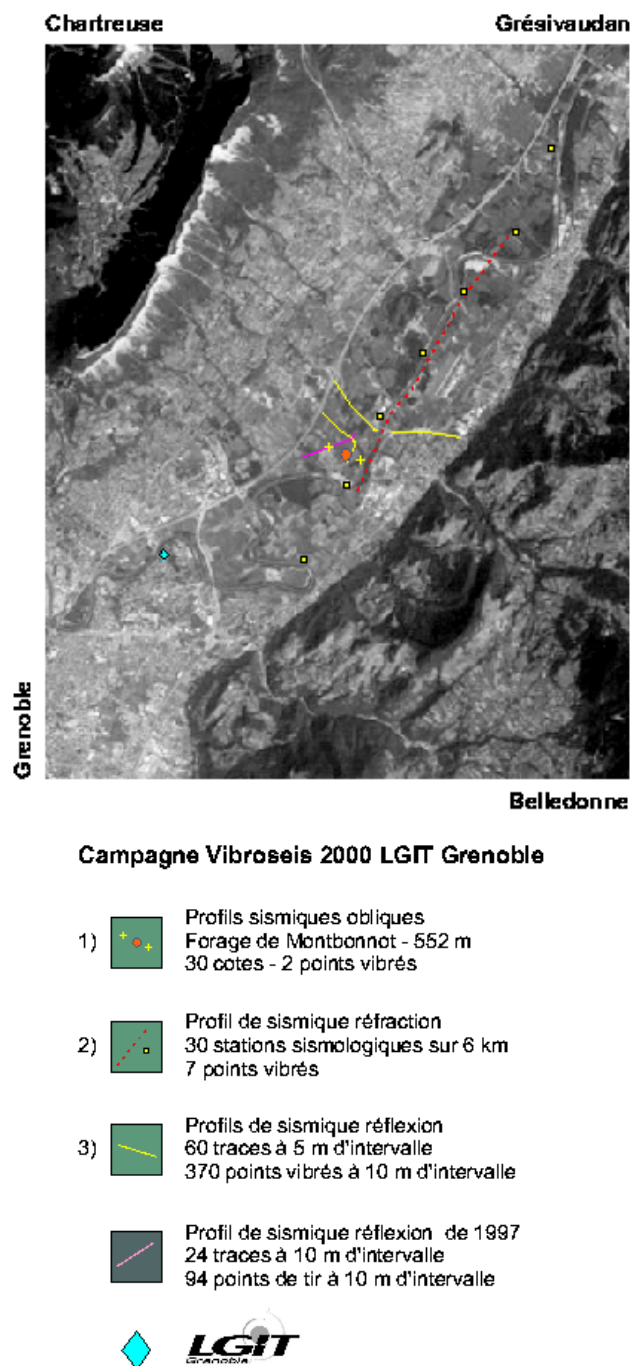 Chartreuse Grésivaudan
Grenoble
Belledonne
Campagne Vibroseis 2000 LGIT Grenoble
1) Profils sismiques obliques
Forage de Montbonnot - 552 m
30 cotes - 2 points vibrés
2) Profil de sismique réfraction
30 stations sismologiques sur 6 km
7 points vibrés
3) Profils de sismique réflexion
60 traces à 5 m d'intervalle
370 points vibrés à 10 m d'intervalle
Profil de sismique réflexion de 1997
24 traces à 10 m d'intervalle
94 points de tir à 10 m d'intervalle
LGIT
Grenoble